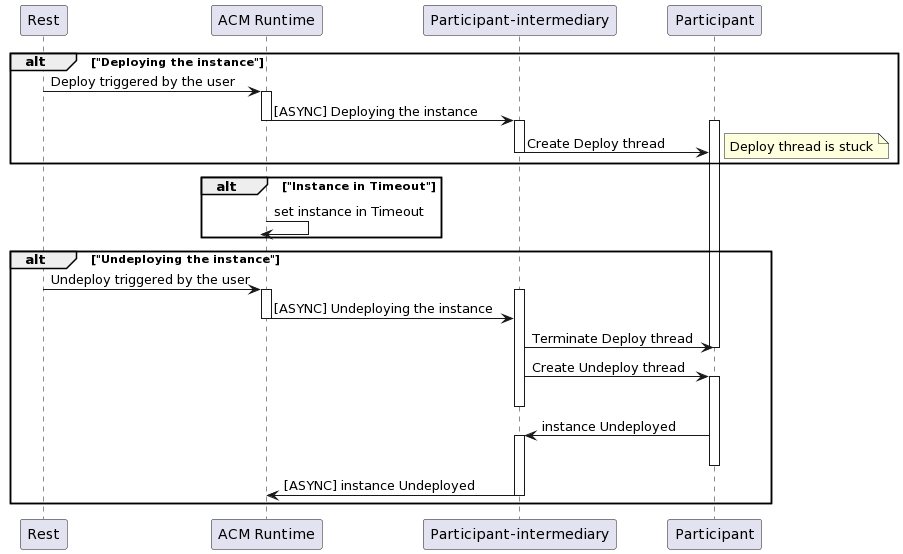 Rest
ACM Runtime
Participant-intermediary
Participant
alt ["Deploying the instance"]
Deploy triggered by the user
[ASYNC] Deploying the instance
Create Deploy thread
Deploy thread is stuck
alt ["Instance in Timeout"]
set instance in Timeout
alt ["Undeploying the instance"]
Undeploy triggered by the user
[ASYNC] Undeploying the instance
Terminate Deploy thread
Create Undeploy thread
instance Undeployed
[ASYNC] instance Undeployed
Rest
ACM Runtime
Participant-intermediary
Participant